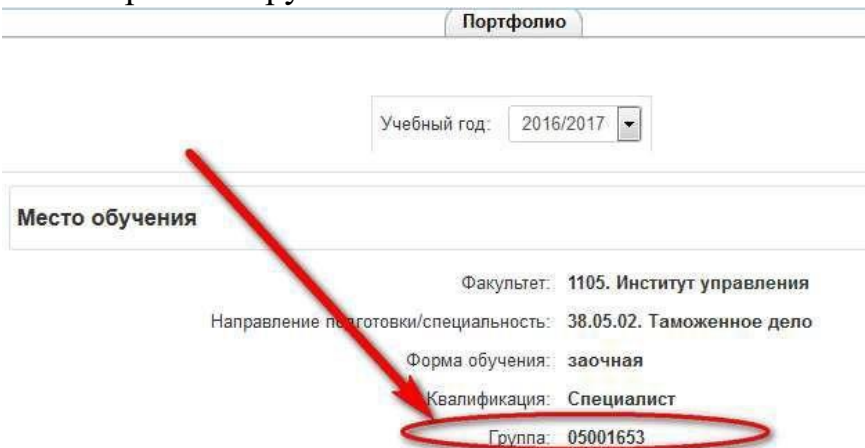 Портфолио
Учебный год: 2016/2017
Место обучения
Факультет: 1105. Институт управления
Направление подготовки/специальность: 38.05.02. Таможенное дело
Форма обучения: заочная
Квалификация: Специалист
Группа: 05001653